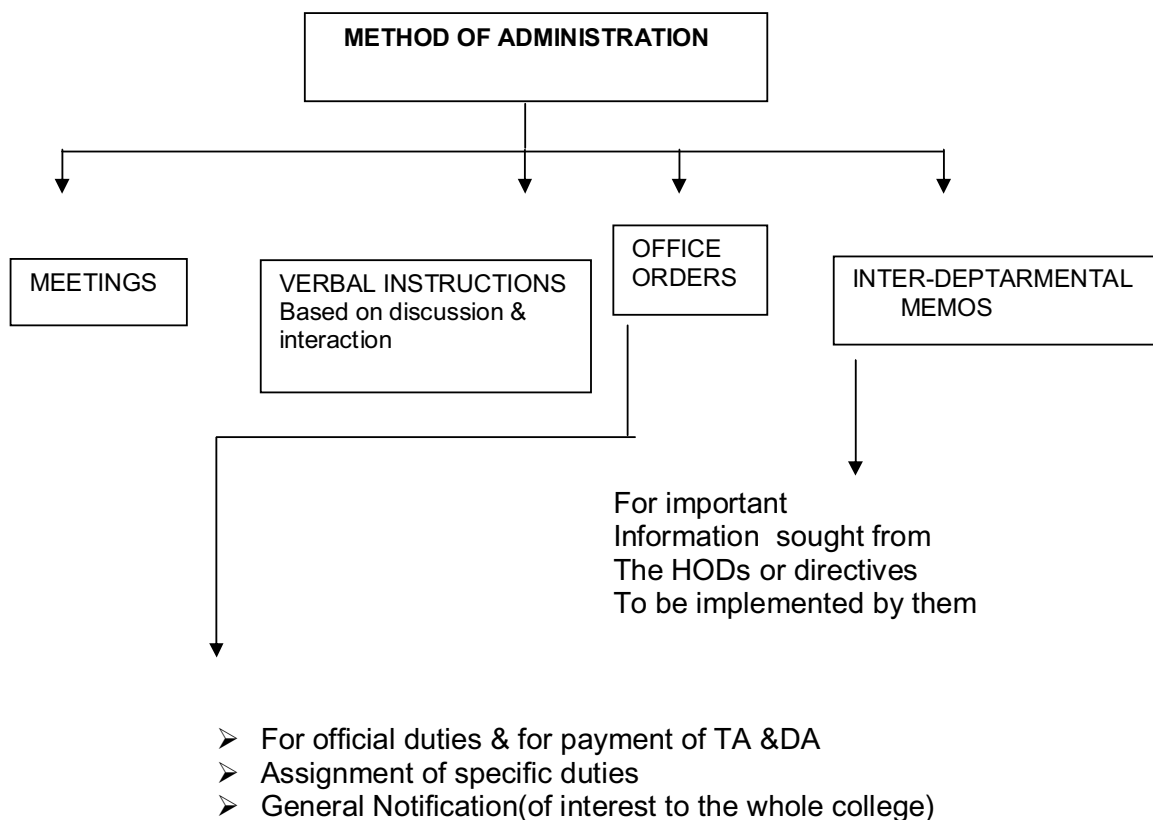 METHOD OF ADMINISTRATION
MEETINGS
VERBAL INSTRUCTIONS
Based on discussion &
interaction
OFFICE
ORDERS
INTER-DEPTARMENTAL
MEMOS
For important
Information  sought from
The HODs or directives
To be implemented by them
➢ For official duties & for payment of TA &DA
➢ Assignment of specific duties
➢ General Notification(of interest to the whole college)